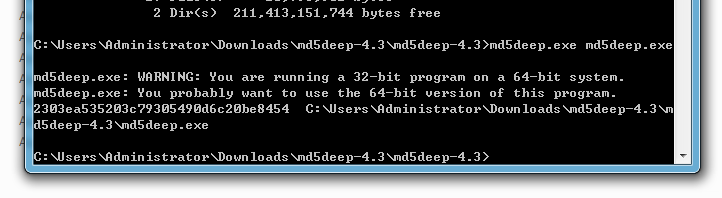 2 Dir(s)  211,413,151,744 bytes free
C:\Users\Administrator\Downloads\md5deep-4.3\md5deep-4.3>md5deep.exe md5deep.exe
md5deep.exe: WARNING: You are running a 32-bit program on a 64-bit system.
md5deep.exe: You probably want to use the 64-bit version of this program.
2303ea535203c79305490d6c20be8454  C:\Users\Administrator\Downloads\md5deep-4.3\m
d5deep-4.3\md5deep.exe
C:\Users\Administrator\Downloads\md5deep-4.3\md5deep-4.3>